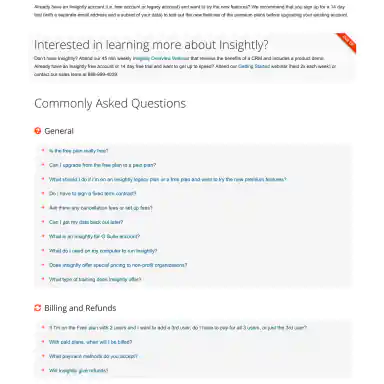 Already have an Insightly account (i.e. free account or legacy account) and want to try the new features? We recommend that you sign up for a 14 day
trial (with a separate email address and a subset of your data) to test out the new features of the premium plans before upgrading your existing account.
Interested in learning more about Insightly?
Don't have Insightly? Attend our 45 min weekly Insightly Overview Webinar that reviews the benefits of a CRM and includes a product demo.
Already have an Insightly free account or 14 day free trial and want to get up to speed? Attend our Getting Started webinar (held 2x each week) or
contact our sales team at
Commonly Asked Questions
General
Is the free plan really free?
Can I upgrade from the free plan to a paid plan?
What should I do if I'm on an Insightly legacy plan or a free plan and want to try the new premium features?
Do I have to sign a fixed term contract?
Are there any cancellation fees or set up fees?
Can I get my data back out later?
What is an Insightly for G Suite account?
What do I need on my computer to run Insightly?
Does Insightly offer special pricing to non-profit organizations?
What type of training does Insightly offer?
Billing and Refunds
If I'm on the Free plan with 2 users and I want to add a 3rd user, do I have to pay for all 3 users, or just the 3rd user?
With paid plans, when will I be billed?
What payment methods do you accept?
Will Insightly give refunds?